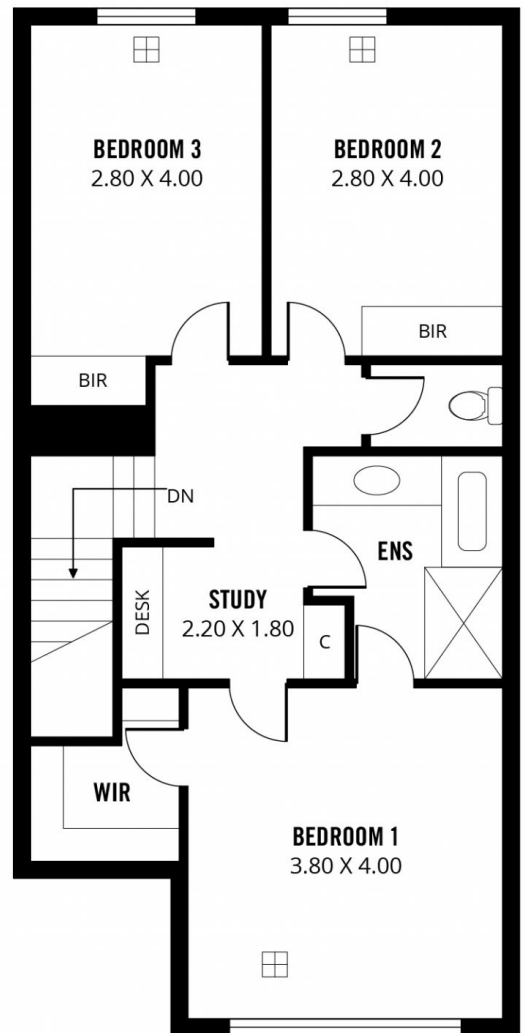 BEDROOM 3
2.80 X 4.00
BEDROOM 2
2.80 X 4.00
BIR
BIR
DN
ENS
DESK
STUDY
2.20 X 1.80
C
WIR
BEDROOM 1
3.80 X 4.00